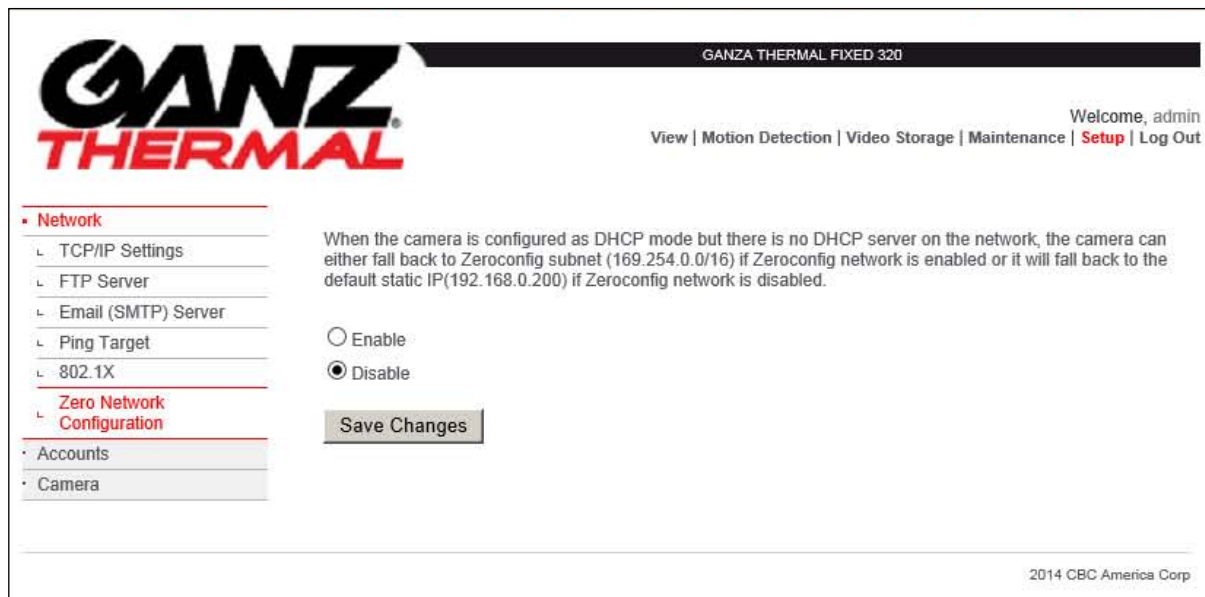 GANZ
THERMAL
GANZA THERMAL FIXED 320
Welcome, admin
View | Motion Detection | Video Storage | Maintenance | Setup | Log Out
Network
TCP/IP Settings
FTP Server
Email (SMTP) Server
Ping Target
802.1X
Zero Network
Configuration
Accounts
Camera
When the camera is configured as DHCP mode but there is no DHCP server on the network, the camera can
either fall back to Zeroconfig subnet (169.254.0.0/16) if Zeroconfig network is enabled or it will fall back to the
default static IP(192.168.0.200) if Zeroconfig network is disabled.
Enable
Disable
Save Changes
2014 CBC America Corp